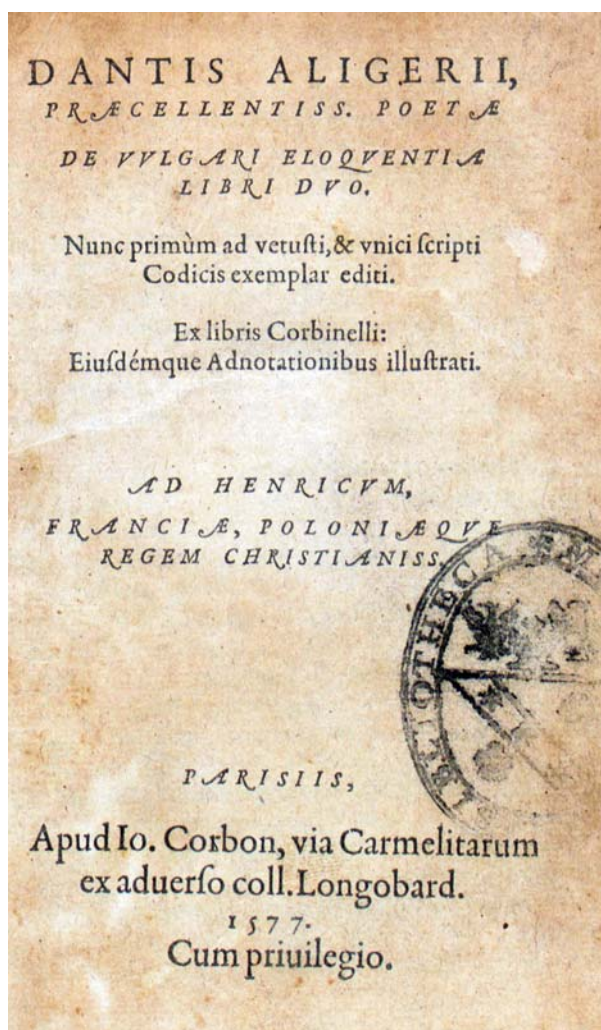 DANTIS ALIGERII,
PRÆCELLENTISS. POETÆ
DE VVLGARI ELOQVENTIA
LIBRI DVO.
Nunc primùm ad vetuſti, & vnici ſcripti
Codicis exemplar editi.
Ex libris Corbinelli:
Eiuſdémque Adnotationibus illuſtrati.
AD HENRICVM,
FRANCIÆ, POLONIÆQVE
REGEM CHRISTIANISS.
BIBLIOTHECA
PARISIIS,
Apud Io. Corbon, via Carmelitarum
ex aduerſo coll. Longobard.
1577.
Cum priuilegio.